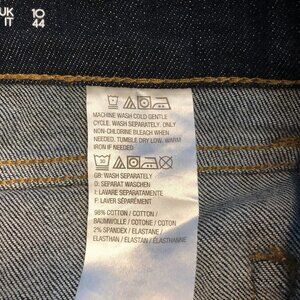 UK 10
IT 44
MACHINE WASH COLD GENTLE
CYCLE. WASH SEPARATELY. ONLY
NON-CHLORINE BLEACH WHEN
NEEDED. TUMBLE DRY LOW. WARM
IRON IF NEEDED
30
GB: WASH SEPARATELY
D: SEPARAT WASCHEN
I: LAVARE SEPARATAMENTE
F: LAVER SÉPARÉMENT
98% COTTON / COTTON /
BAUMWOLLE / COTONE / COTON
2% SPANDEX / ELASTANE /
ELASTHAN / ELASTAN / ÉLASTHANNE